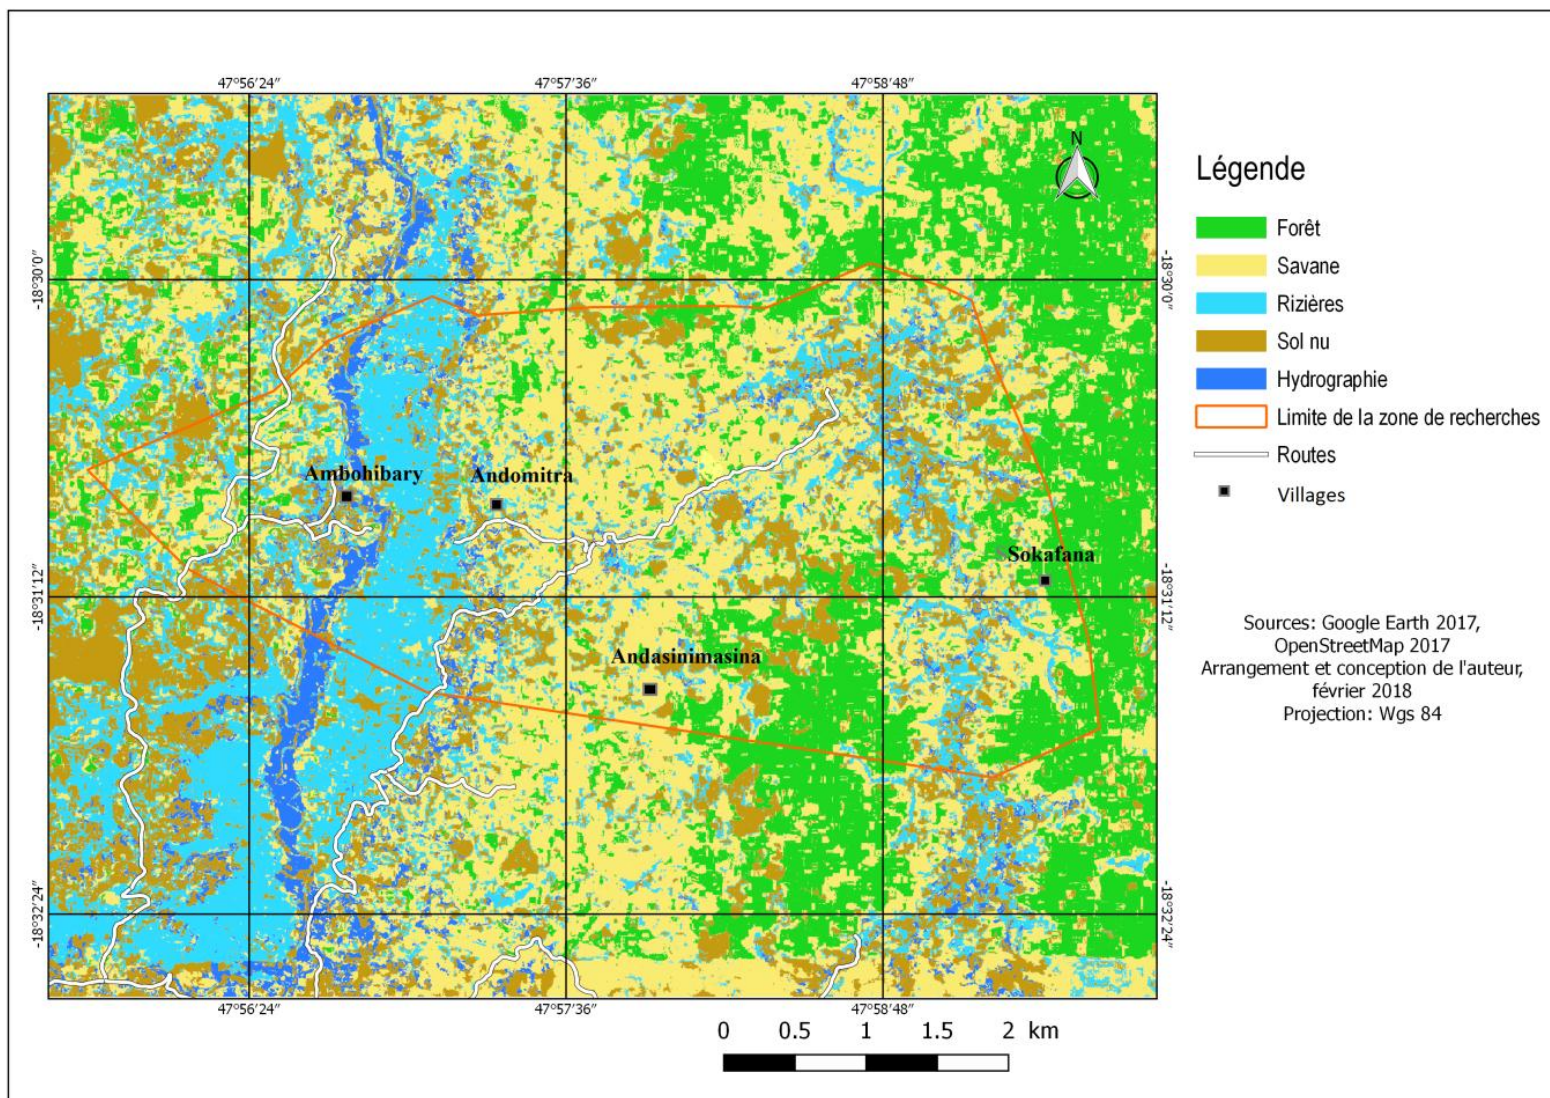 47°56′24″ 47°57′36″ 47°58′48″
N
-18°30′0″ -18°30′0″
Ambohibary Andomitra
Sokafana
-18°31′12″ -18°31′12″
Andasinimasina
-18°32′24″ -18°32′24″
47°56′24″ 47°57′36″ 47°58′48″
0 0.5 1 1.5 2 km
Légende
Forêt
Savane
Rizières
Sol nu
Hydrographie
Limite de la zone de recherches
Routes
Villages
Sources: Google Earth 2017,
OpenStreetMap 2017
Arrangement et conception de l'auteur,
février 2018
Projection: Wgs 84